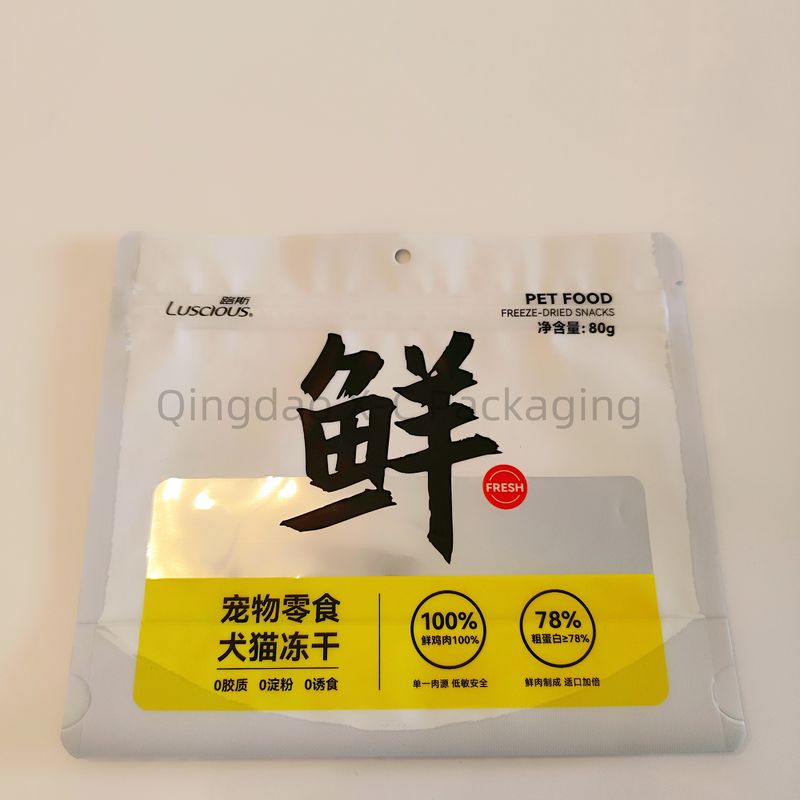 路斯
Luscious®
PET FOOD
FREEZE-DRIED SNACKS
净含量: 80g
鲜
FRESH
宠物零食
犬猫冻干
0胶质 0淀粉 0诱食
100%
鲜鸡肉100%
单一肉源 低敏安全
78%
粗蛋白≥78%
鲜肉制成 适口加倍
Qingdao Packaging